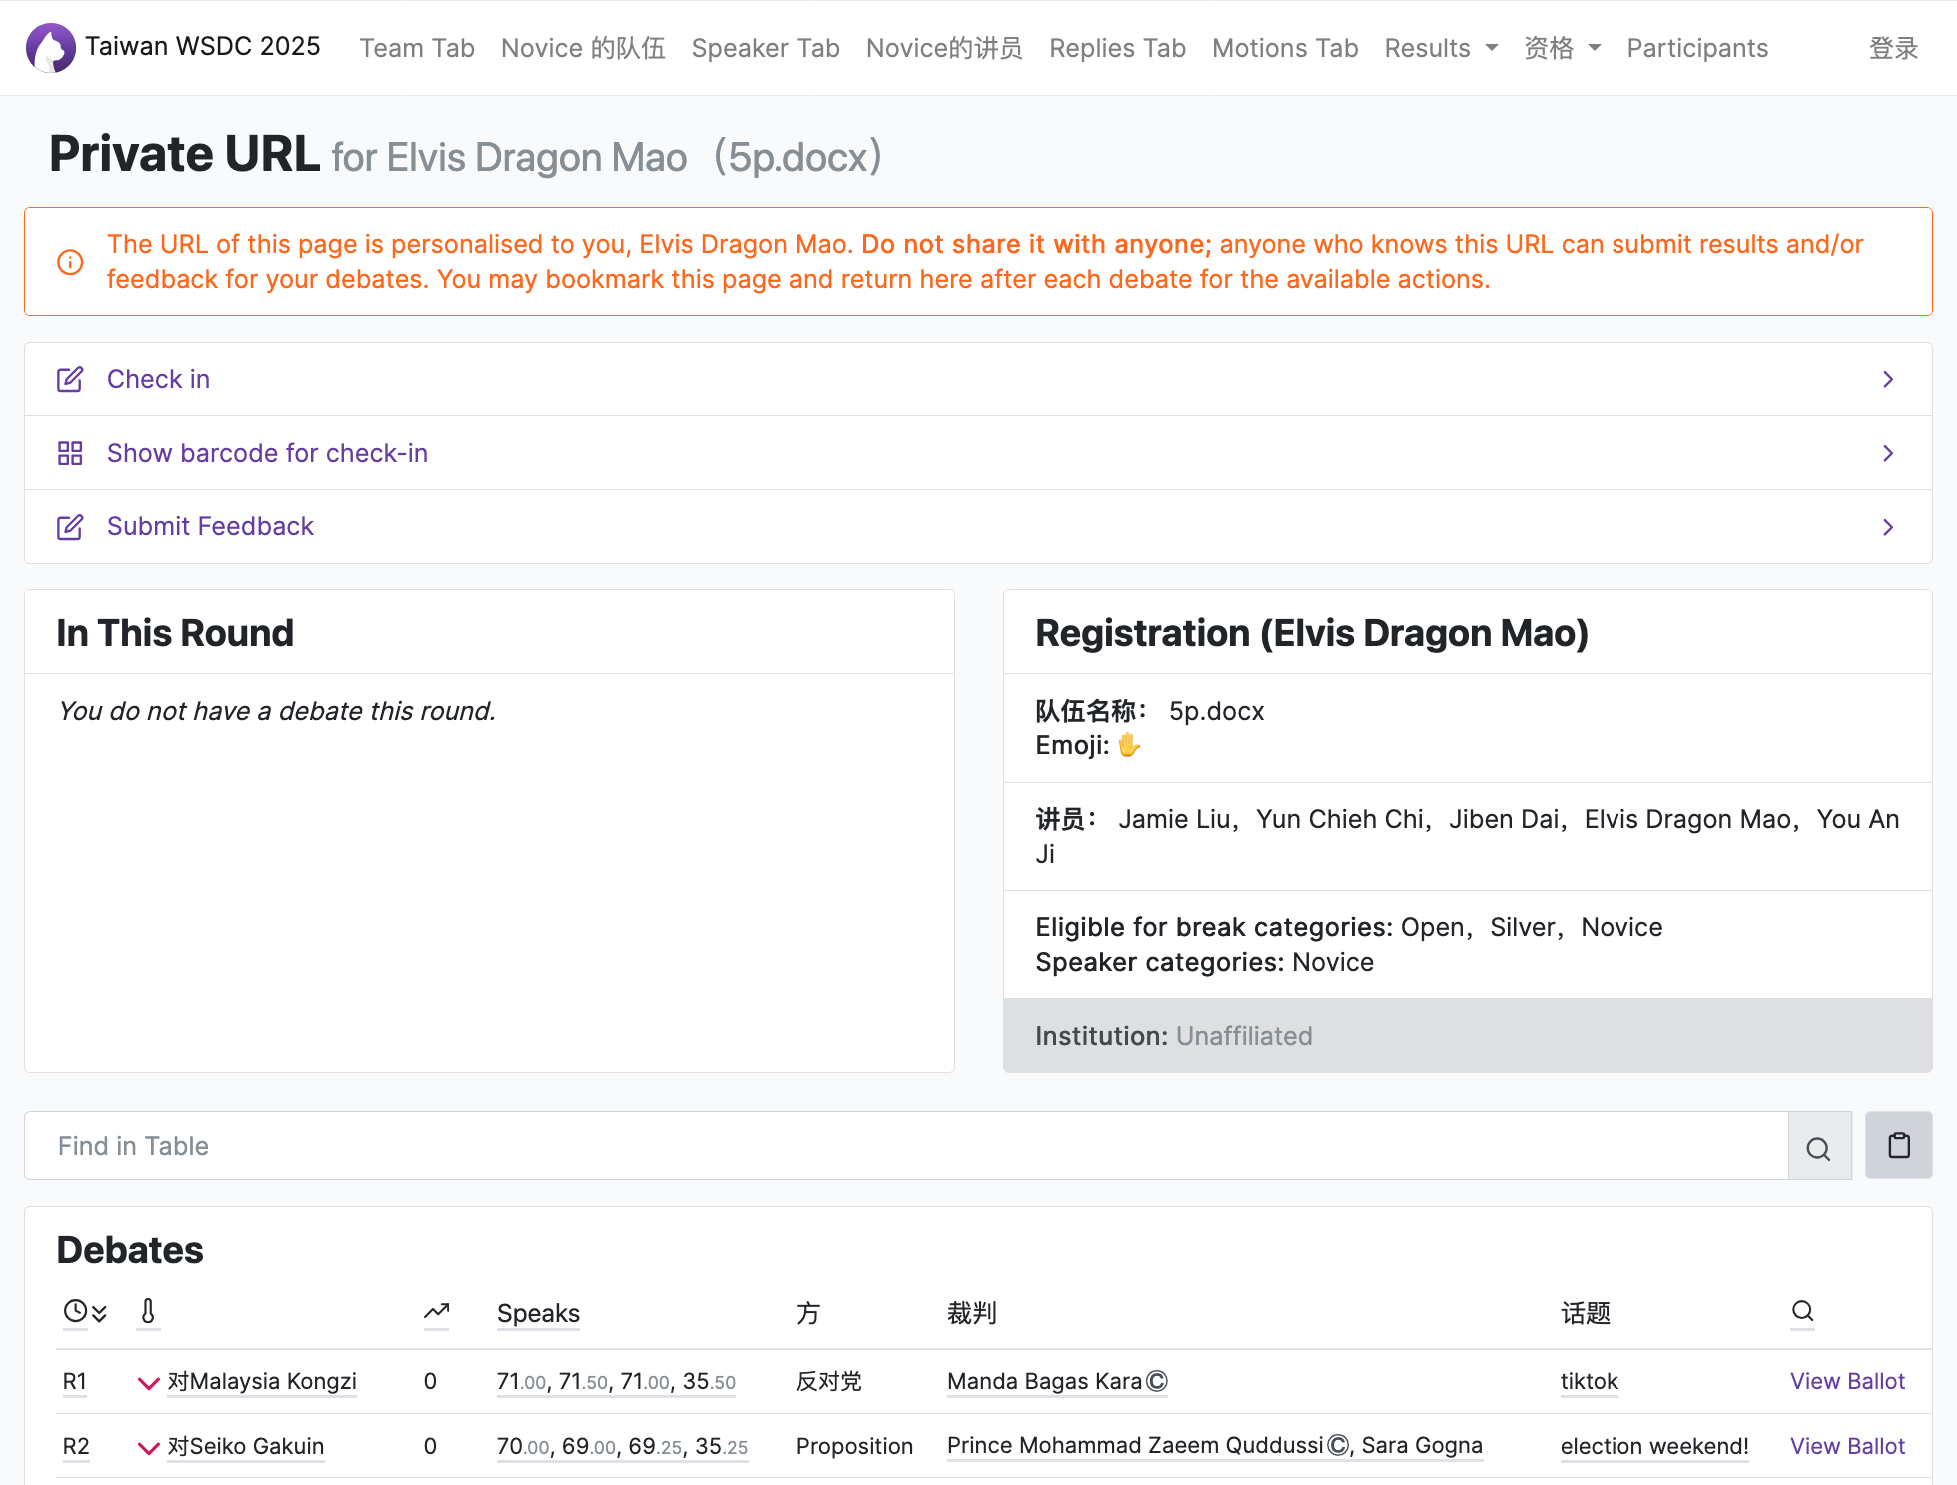 Taiwan WSDC 2025 Team Tab Novice 的队伍 Speaker Tab Novice的讲员 Replies Tab Motions Tab Results 资格 Participants 登录
Private URL for Elvis Dragon Mao （5p.docx）
The URL of this page is personalised to you, Elvis Dragon Mao. Do not share it with anyone; anyone who knows this URL can submit results and/or
feedback for your debates. You may bookmark this page and return here after each debate for the available actions.
Check in
Show barcode for check-in
Submit Feedback
In This Round
You do not have a debate this round.
Registration (Elvis Dragon Mao)
队伍名称： 5p.docx
Emoji: ✋
讲员： Jamie Liu，Yun Chieh Chi，Jiben Dai，Elvis Dragon Mao，You An
Ji
Eligible for break categories: Open，Silver，Novice
Speaker categories: Novice
Institution: Unaffiliated
Find in Table
Debates
Speaks 方 裁判 话题
R1 对Malaysia Kongzi 0 71.00, 71.50, 71.00, 35.50 反对党 Manda Bagas KaraⒸ tiktok View Ballot
R2 对Seiko Gakuin 0 70.00, 69.00, 69.25, 35.25 Proposition Prince Mohammad Zaeem QuddussiⒸ, Sara Gogna election weekend! View Ballot